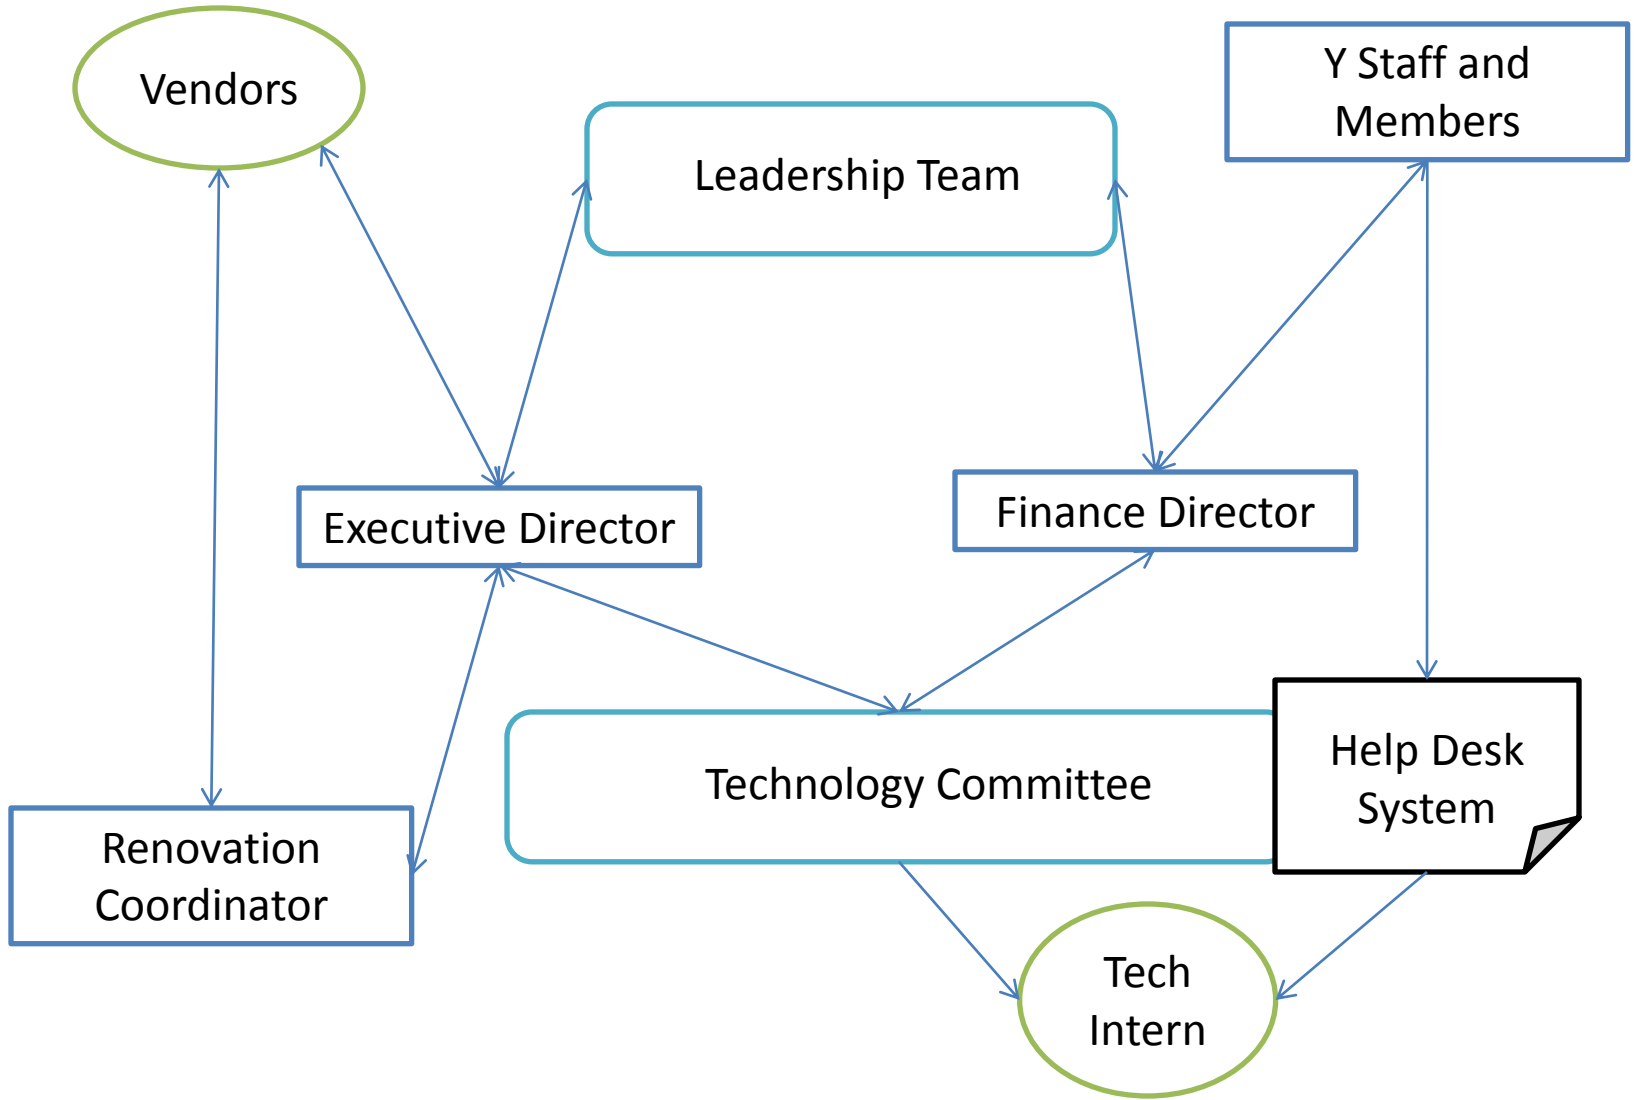 Vendors
Y Staff and
Members
Leadership Team
Executive Director
Finance Director
Technology Committee
Help Desk
System
Renovation
Coordinator
Tech
Intern